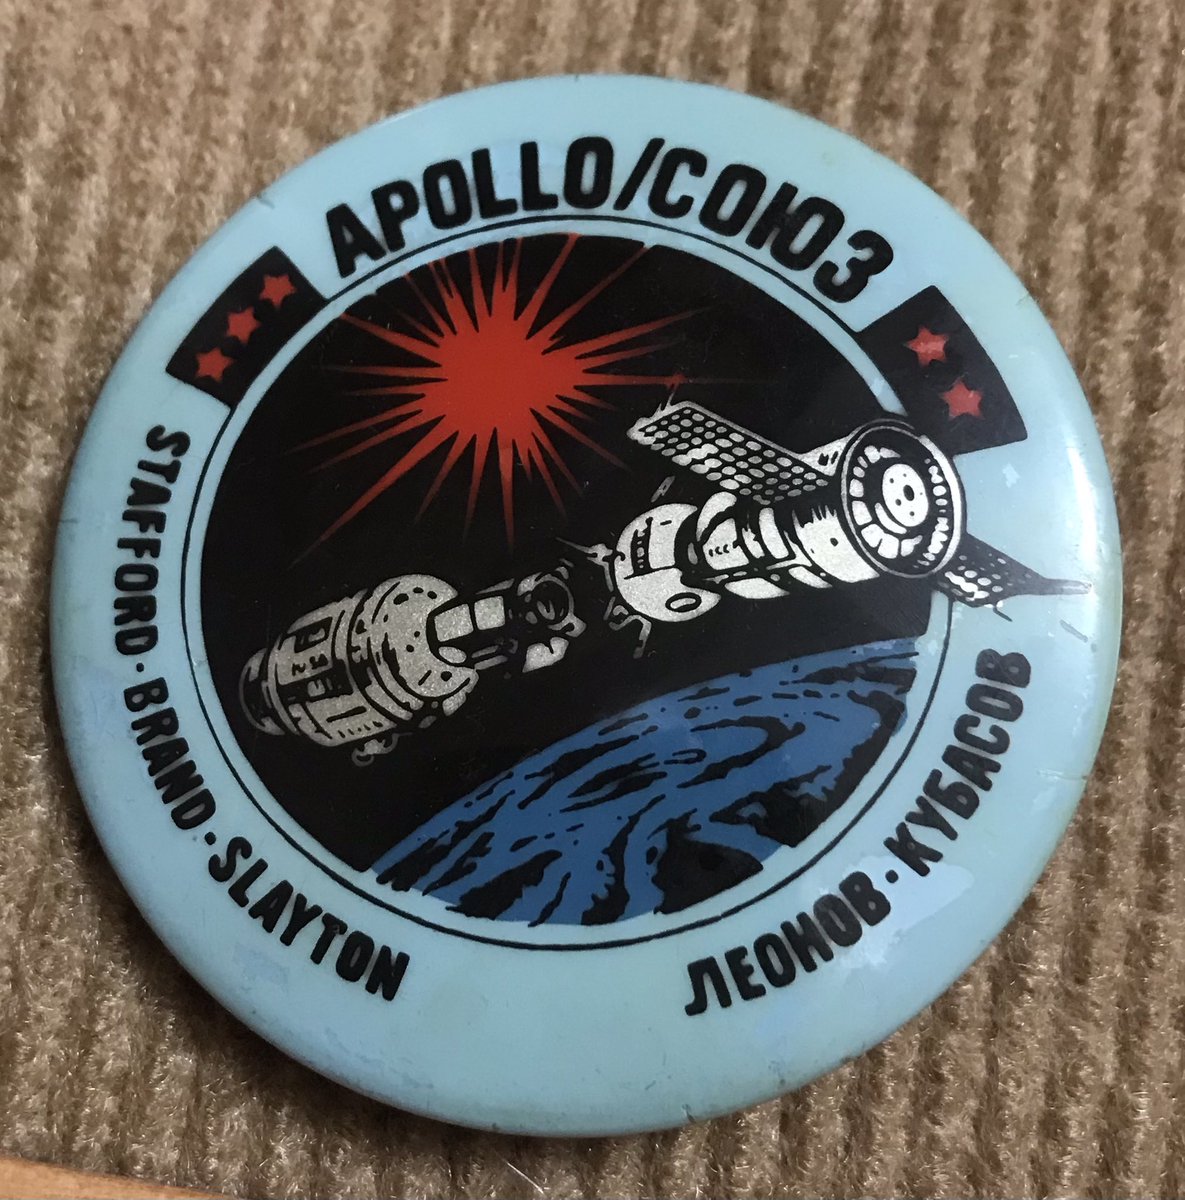 APOLLO/СОЮЗ
STAFFORD · BRAND · SLAYTON
ЛЕОНОВ · КУБАСОВ